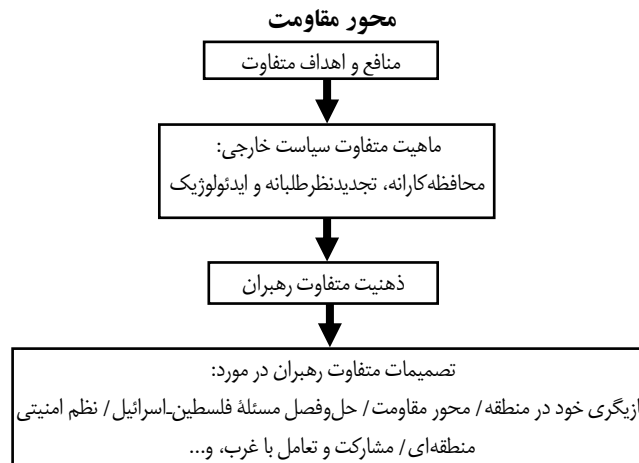 محور مقاومت
منافع و اهداف متفاوت
ماهیت متفاوت سیاست خارجی:
محافظه‌کارانه، تجدیدنظرطلبانه و ایدئولوژیک
ذهنیت متفاوت رهبران
تصمیمات متفاوت رهبران در مورد:
ازیگری خود در منطقه/ محور مقاومت/ حل‌وفصل مسئلهٔ فلسطین‌ـ‌اسرائیل/ نظم امنیتی
منطقه‌ای/ مشارکت و تعامل با غرب، و...